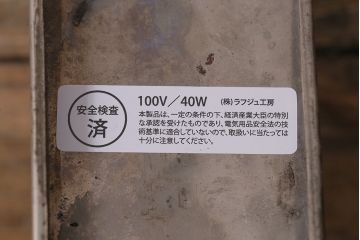 安全検査
済
100V／40W （株）ラフジュ工房
本製品は、一定の条件の下、経済産業大臣の特別
な承認を受けたものであり、電気用品安全法の技
術基準に適合していないので、取扱いに当たっては
十分に注意してください。